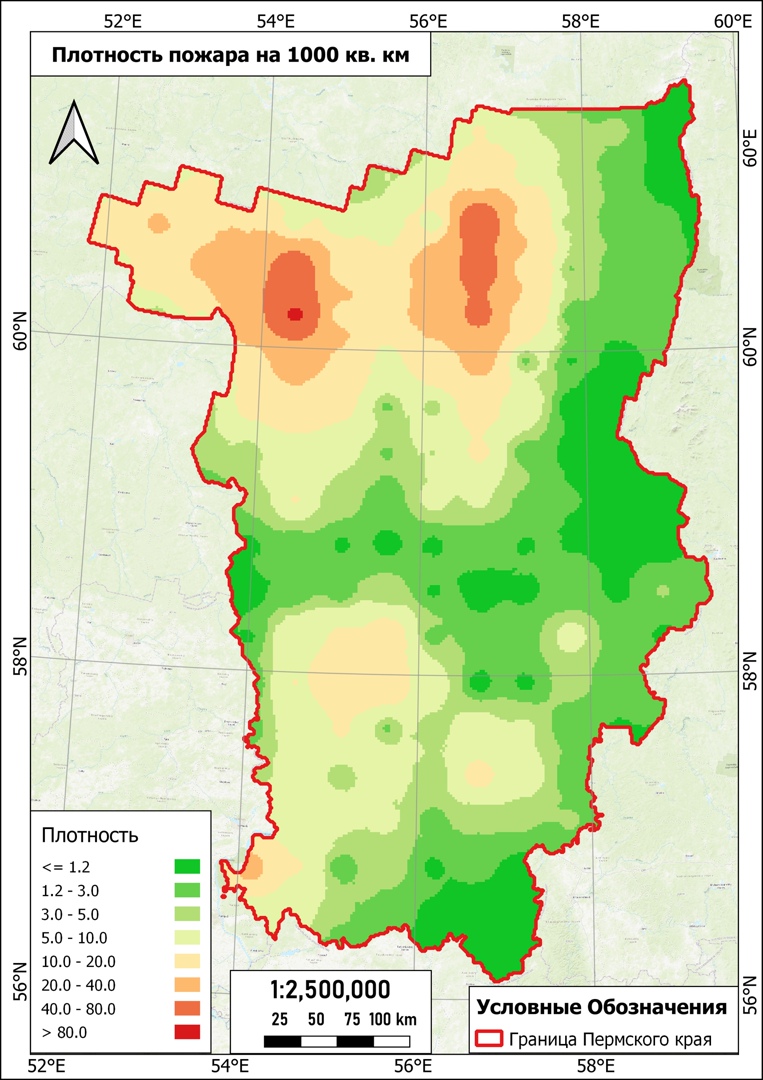 52°E 54°E 56°E 58°E 60°E
Плотность пожара на 1000 кв. км
60°E
60°N
60°N
58°N
58°N
56°N
56°N
Плотность
<= 1.2
1.2 - 3.0
3.0 - 5.0
5.0 - 10.0
10.0 - 20.0
20.0 - 40.0
40.0 - 80.0
> 80.0
1:2,500,000
25 50 75 100 km
Условные Обозначения
Граница Пермского края
52°E 54°E 56°E 58°E